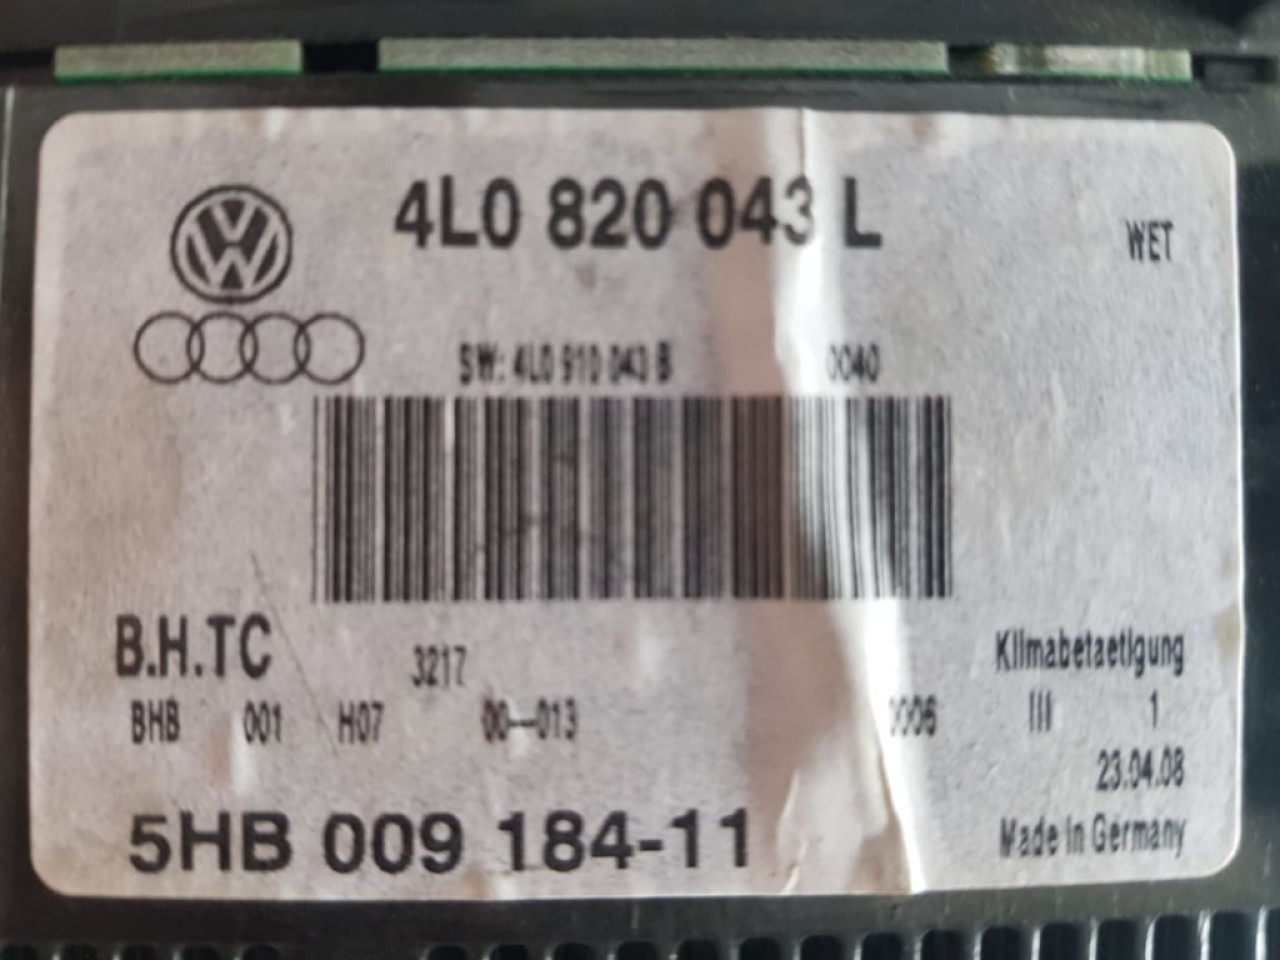 4L0 820 043 L
WET
SW: 4L0 910 043 B 0040
B.H.TC 3217 Klimabetaetigung
BHB 001 H07 00-013 0006 III 1
23.04.08
5HB 009 184-11 Made in Germany